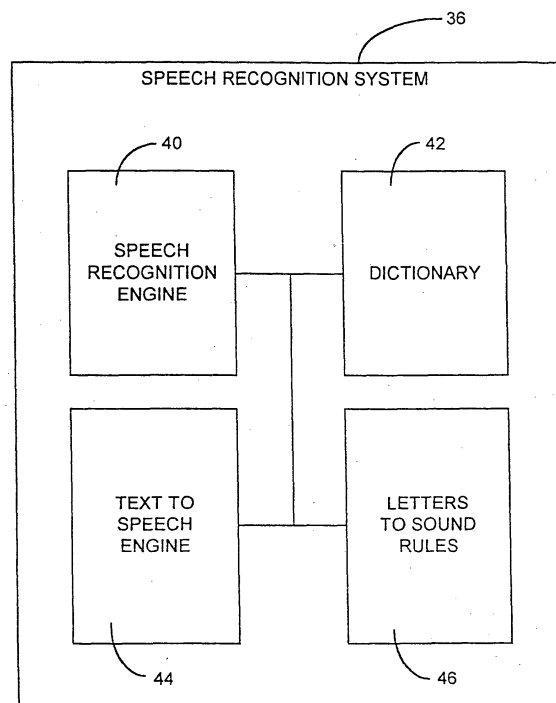 36
SPEECH RECOGNITION SYSTEM
40
42
SPEECH
RECOGNITION
ENGINE
DICTIONARY
TEXT TO
SPEECH
ENGINE
LETTERS
TO SOUND
RULES
44
46